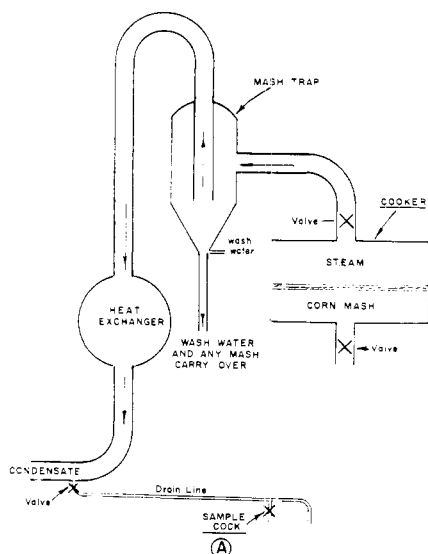 MASH TRAP
Valve
COOKER
STEAM
wash
water
CORN MASH
HEAT
EXCHANGER
WASH WATER
AND ANY MASH
CARRY OVER
Valve
CONDENSATE
Valve
Drain Line
SAMPLE
COCK
A